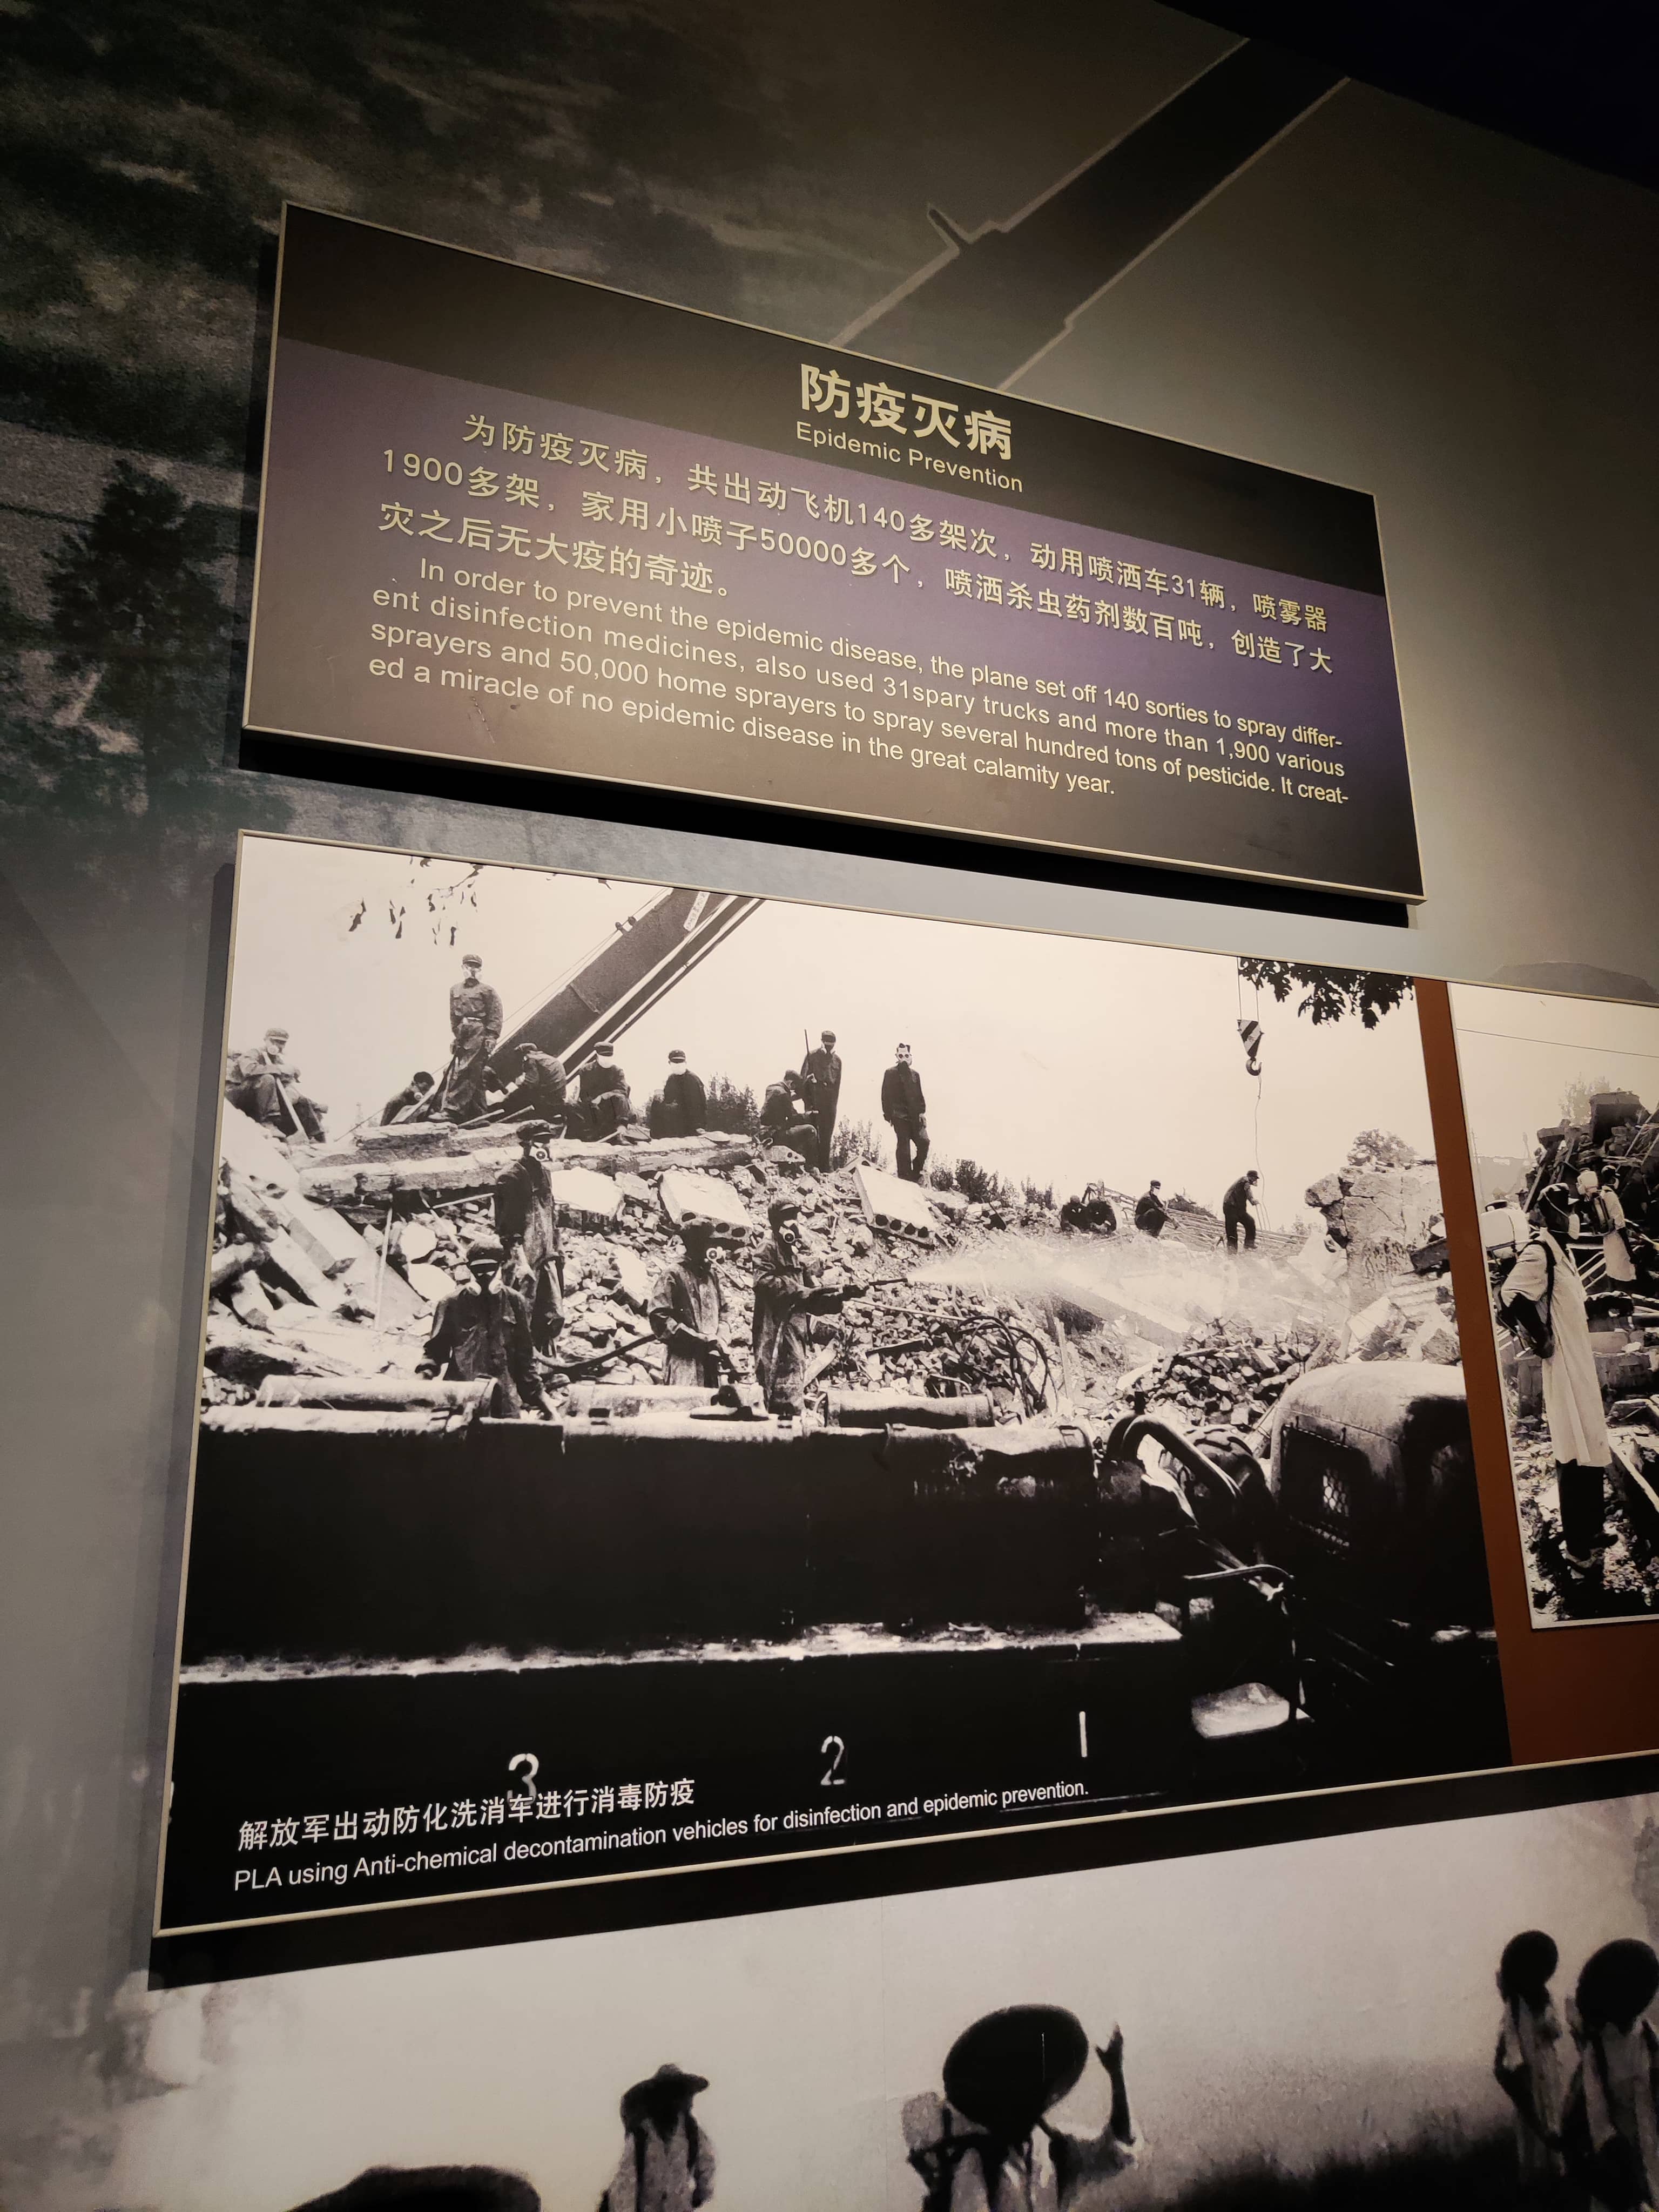 防疫灭病
Epidemic Prevention
为防疫灭病，共出动飞机140多架次，动用喷洒车31辆，喷雾器
1900多架，家用小喷子50000多个，喷洒杀虫药剂数百吨，创造了大
灾之后无大疫的奇迹。
In order to prevent the epidemic disease, the plane set off 140 sorties to spray differ-
ent disinfection medicines, also used 31spary trucks and more than 1,900 various
sprayers and 50,000 home sprayers to spray several hundred tons of pesticide. It creat-
ed a miracle of no epidemic disease in the great calamity year.
3 2 1
解放军出动防化洗消车进行消毒防疫
PLA using Anti-chemical decontamination vehicles for disinfection and epidemic prevention.